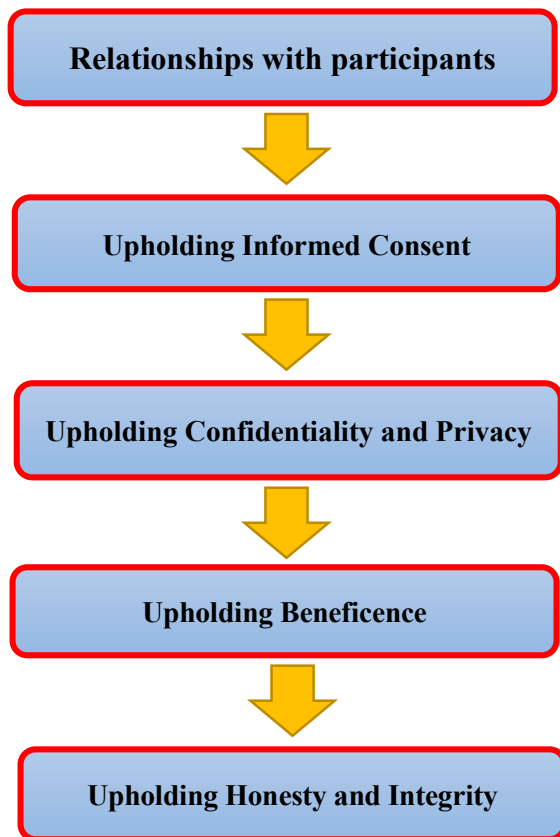 Relationships with participants
Upholding Informed Consent
Upholding Confidentiality and Privacy
Upholding Beneficence
Upholding Honesty and Integrity